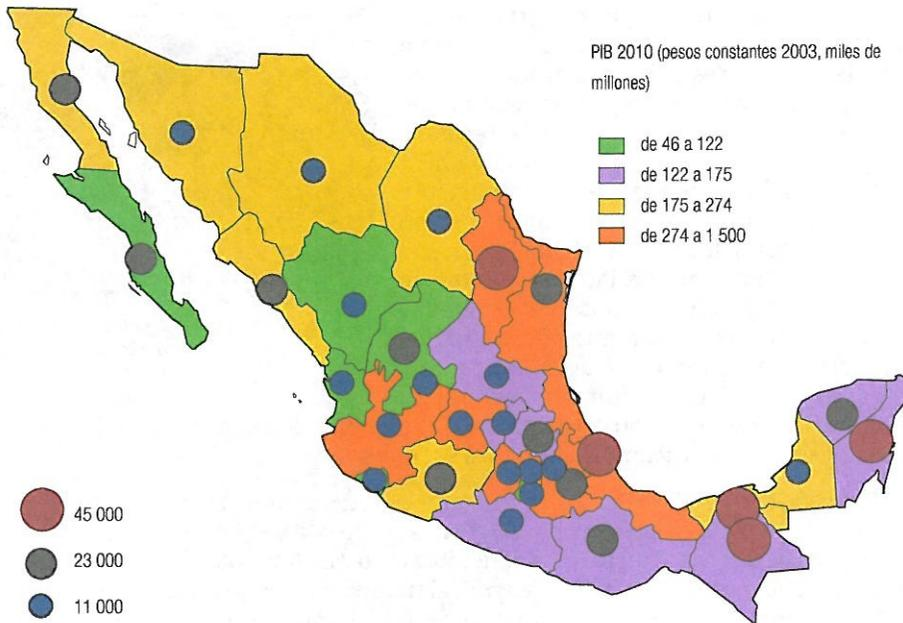 PIB 2010 (pesos constantes 2003, miles de
millones)
de 46 a 122
de 122 a 175
de 175 a 274
de 274 a 1 500
45 000
23 000
11 000